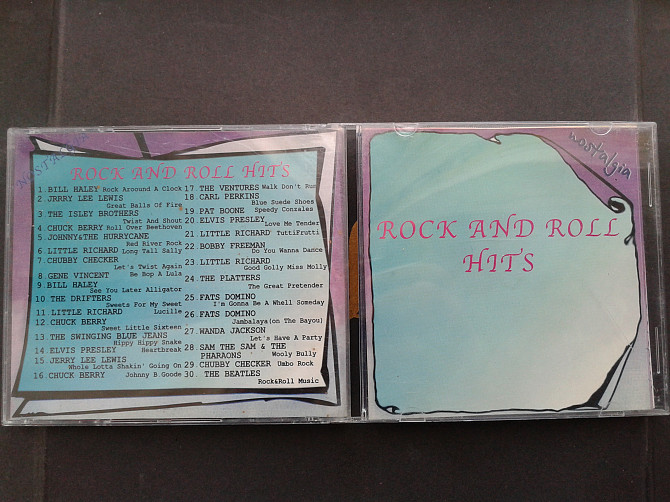 NOSTALGIA
ROCK AND ROLL HITS
1. BILL HALEY Rock Arround A Clock
2 JRRRY LEE LEWIS
Great Balls Of Fire
3 THE ISLEY BROTHERS
Twist And Shout
4 CHUCK BERRY Roll Over Beethoven
5 JOHNNY&THE HURRYCANE
Red River Rock
6 LITTLE RICHARD Long Tall Sally
7 CHUBBY CHECKER
Let's Twist Again
8 GENE VINCENT Be Bop A Lula
9 BILL HALEY
See You Later Alligator
10 THE DRIFTERS
Sweets For My Sweet
11 LITTLE RICHARD Lucille
12 CHUCK BERRY
Sweet Little Sixteen
13 THE SWINGING BLUE JEANS
Hippy Hippy Snake
14 ELVIS PRESLEY Heartbreak
15 JERRY LEE LEWIS
Whole Lotta Shakin' Going On
16 CHUCK BERRY Johnny B.Goode
17 THE VENTURES Walk Don't Run
18 CARL PERKINS
Blue Suede Shoes
19 PAT BOONE Speedy Gonzales
20 ELVIS PRESLEY
Love Me Tender
21 LITTLE RICHARD TuttiFrutti
22 BOBBY FREEMAN
Do You Wanna Dance
23 LITTLE RICHARD
Good Golly Miss Molly
24 THE PLATTERS
The Great Pretender
25 FATS DOMINO
I'm Gonna Be A Whell Someday
26 FATS DOMINO
Jambalaya(on The Bayou)
27 WANDA JACKSON
Let's Have A Party
28 SAM THE SAM & THE
PHARAONS Wooly Bully
29 CHUBBY CHECKER Umbo Rock
30. THE BEATLES
Rock&Roll Music
nostalgia
ROCK AND ROLL
HITS